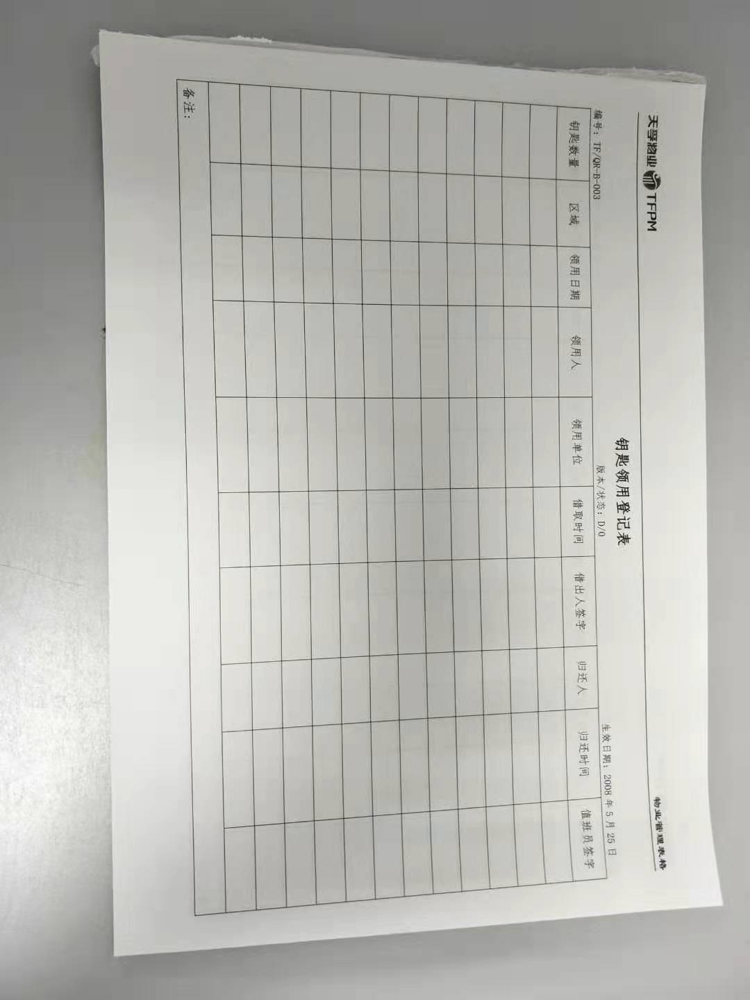 天孚物业 TFPM 物业管理表格
钥匙领用登记表
编号：TF/QR-B-003 版本/状态：D/0 生效日期：2008 年 5 月 25 日
钥匙数量 区域 领用日期 领用人 领用单位 借取时间 借出人签字 归还人 归还时间 值班员签字
备注：